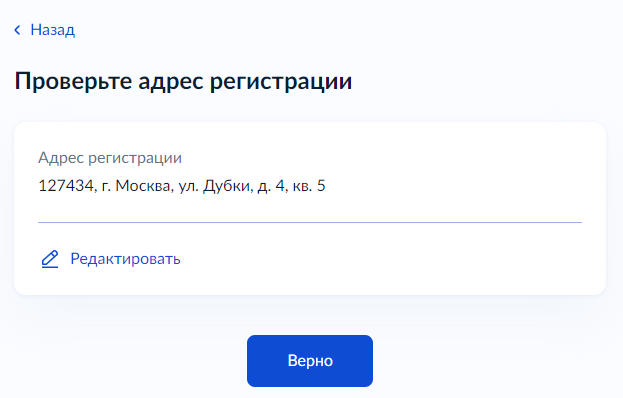 Назад
Проверьте адрес регистрации
Адрес регистрации
127434, г. Москва, ул. Дубки, д. 4, кв. 5
Редактировать
Верно